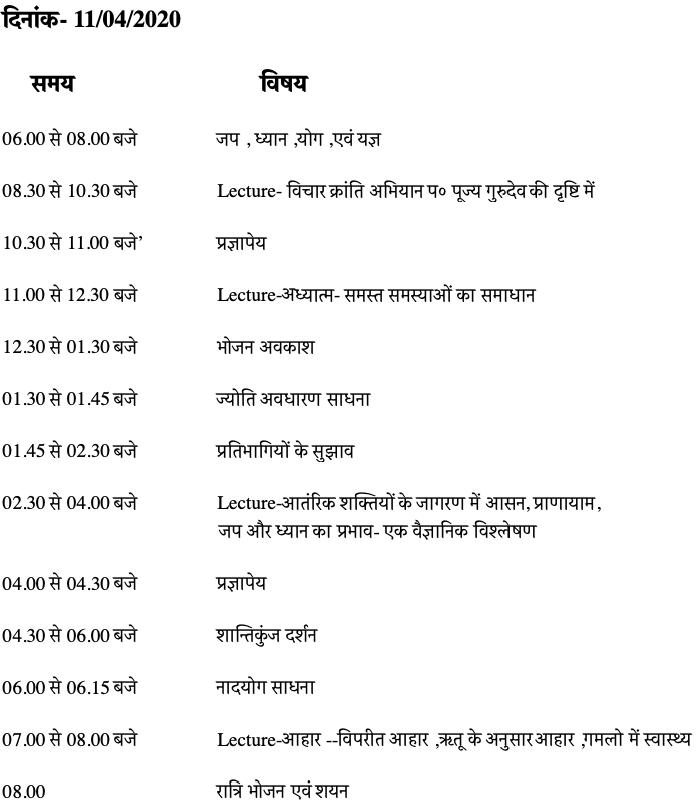 दिनांक- 11/04/2020
समय विषय
06.00 से 08.00 बजे जप , ध्यान ,योग ,एवं यज्ञ
08.30 से 10.30 बजे Lecture- विचार क्रांति अभियान प० पूज्य गुरुदेव की दृष्टि में
10.30 से 11.00 बजे’ प्रज्ञापेय
11.00 से 12.30 बजे Lecture-अध्यात्म- समस्त समस्याओं का समाधान
12.30 से 01.30 बजे भोजन अवकाश
01.30 से 01.45 बजे ज्योति अवधारण साधना
01.45 से 02.30 बजे प्रतिभागियों के सुझाव
02.30 से 04.00 बजे Lecture-आतंरिक शक्तियों के जागरण में आसन, प्राणायाम,
जप और ध्यान का प्रभाव- एक वैज्ञानिक विश्लेषण
04.00 से 04.30 बजे प्रज्ञापेय
04.30 से 06.00 बजे शान्तिकुंज दर्शन
06.00 से 06.15 बजे नादयोग साधना
07.00 से 08.00 बजे Lecture-आहार --विपरीत आहार ,ऋतू के अनुसार आहार ,गमलो में स्वास्थ्य
08.00 रात्रि भोजन एवं शयन